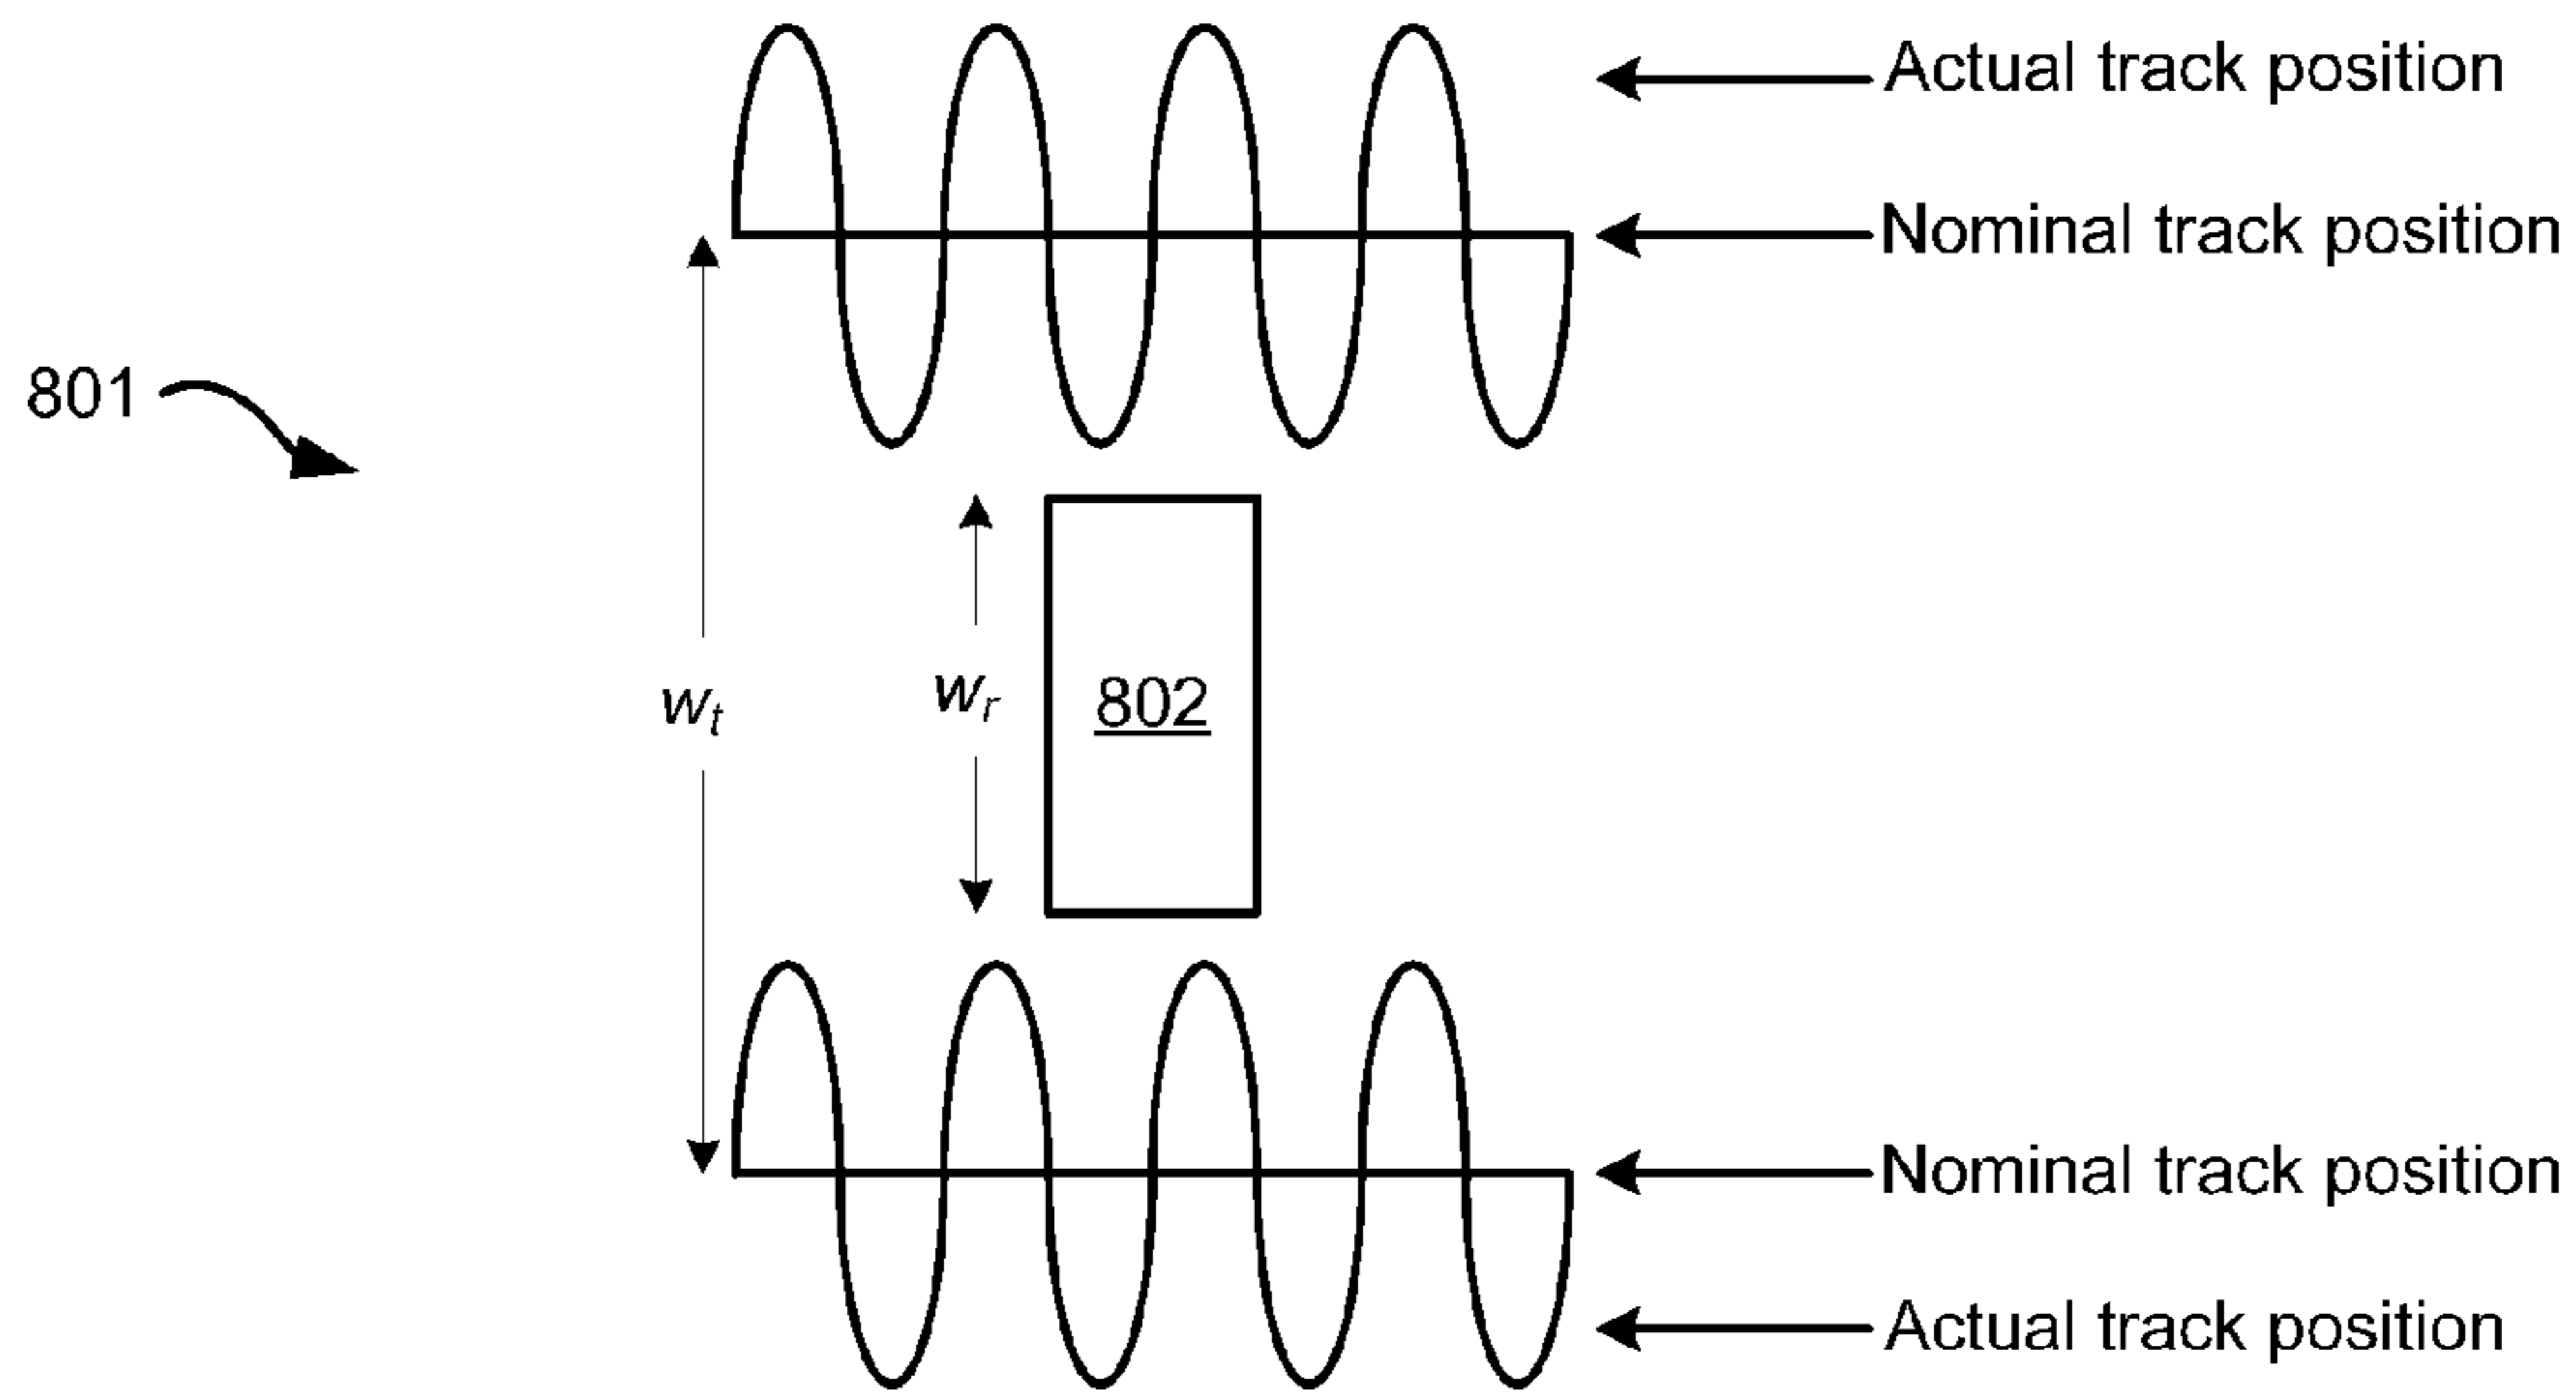 Actual track position
Nominal track position
801
wt
wr
802
Nominal track position
Actual track position